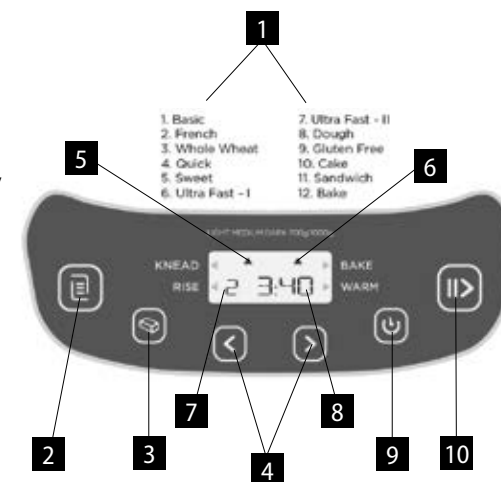 1
1. Basic
2. French
3. Whole Wheat
4. Quick
5. Sweet
6. Ultra Fast - I
7. Ultra Fast - II
8. Dough
9. Gluten Free
10. Cake
11. Sandwich
12. Bake
5
6
LIGHT MEDIUM DARK 700g 1000g
KNEAD
BAKE
RISE
2 3:40
WARM
7
8
2
3
4
9
10